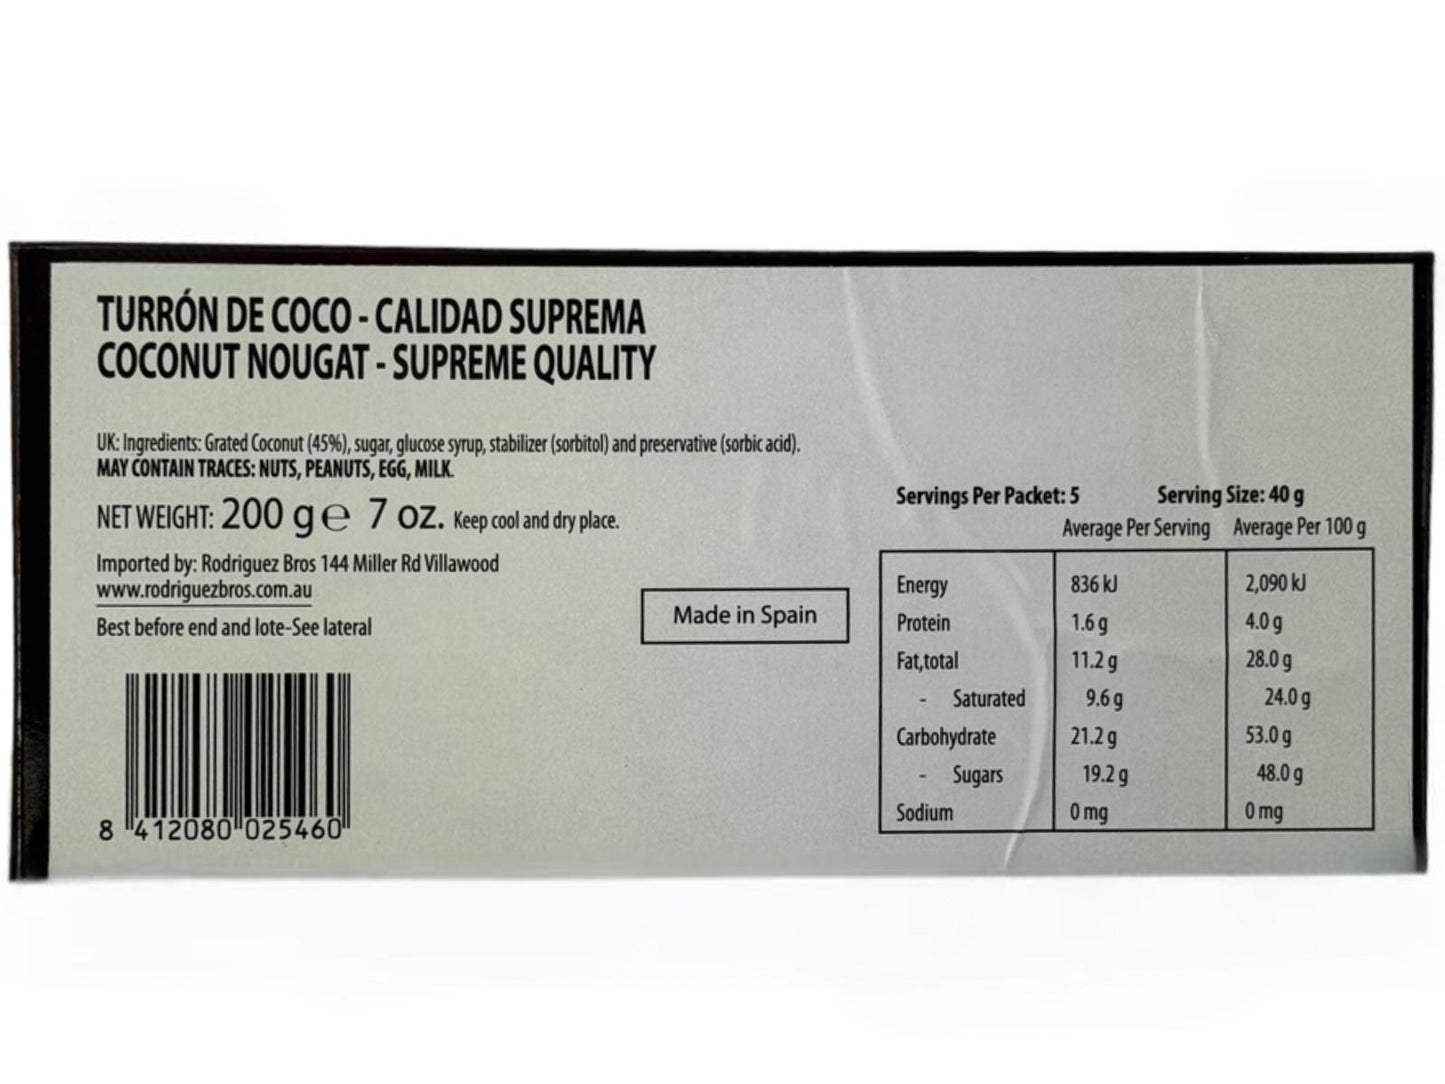 TURRÓN DE COCO - CALIDAD SUPREMA
COCONUT NOUGAT - SUPREME QUALITY
UK: Ingredients: Grated Coconut (45%), sugar, glucose syrup, stabilizer (sorbitol) and preservative (sorbic acid).
MAY CONTAIN TRACES: NUTS, PEANUTS, EGG, MILK.
NET WEIGHT: 200 g e 7 oz. Keep cool and dry place.
Imported by: Rodriguez Bros 144 Miller Rd Villawood
www.rodriguezbros.com.au
Best before end and lote-See lateral
8 412080 025460
Made in Spain
Servings Per Packet: 5 Serving Size: 40 g
Average Per Serving Average Per 100 g
Energy 836 kJ 2,090 kJ
Protein 1.6 g 4.0 g
Fat,total 11.2 g 28.0 g
- Saturated 9.6 g 24.0 g
Carbohydrate 21.2 g 53.0 g
- Sugars 19.2 g 48.0 g
Sodium 0 mg 0 mg